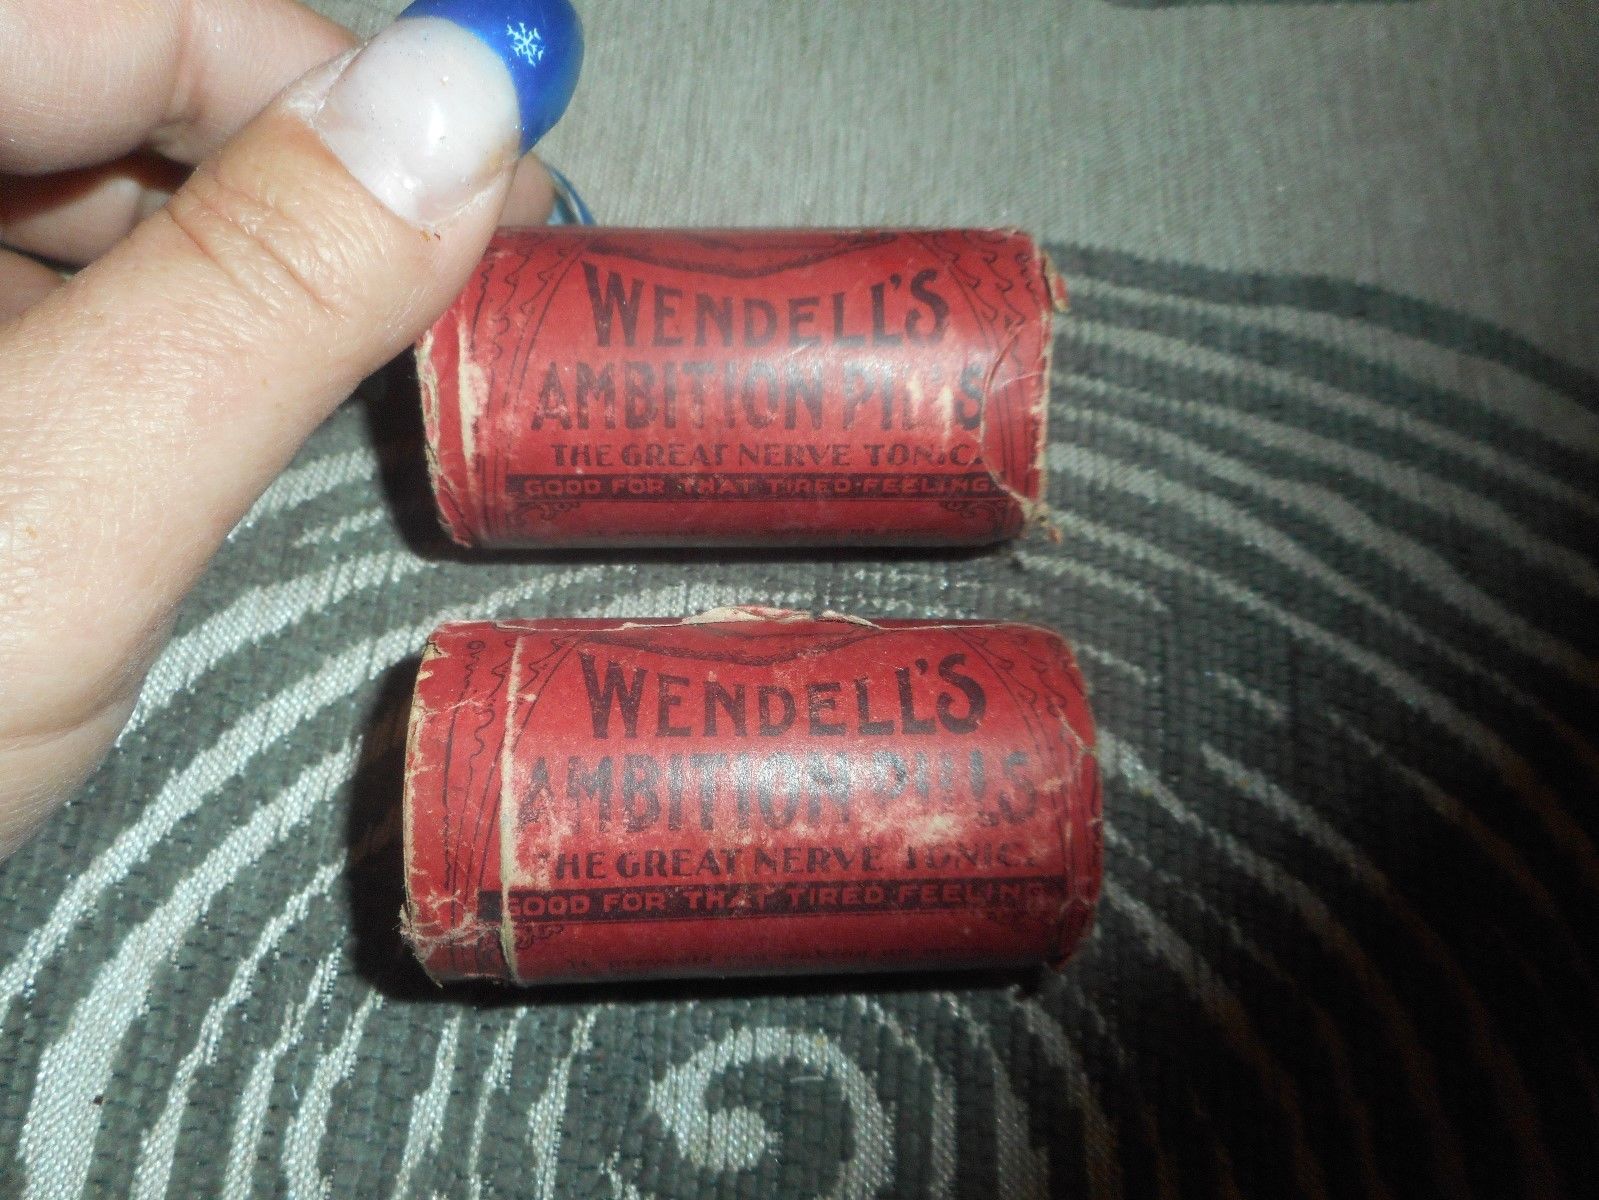 WENDELL'S
AMBITION PILLS
THE GREAT NERVE TONIC.
GOOD FOR THAT TIRED-FEELING
WENDELL'S
AMBITION PILLS
THE GREAT NERVE TONIC.
GOOD FOR THAT TIRED-FEELING